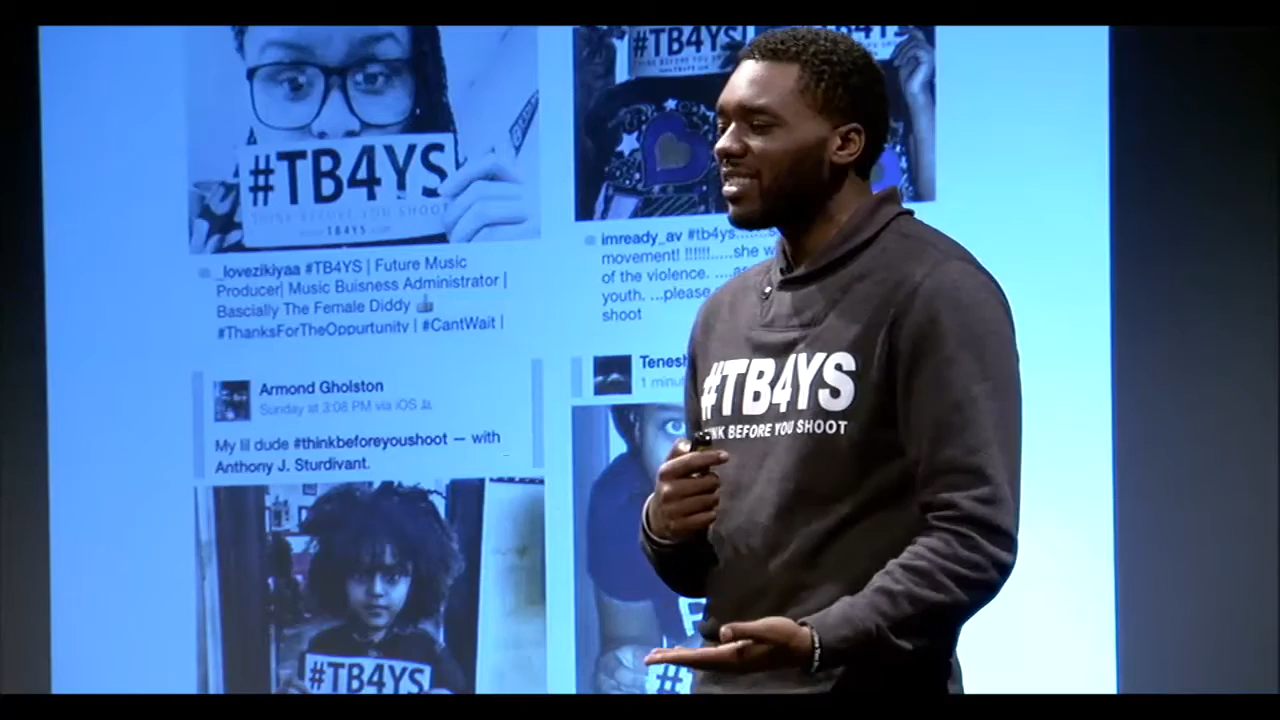 #TB4YS
THINK BEFORE YOU SHOOT
_lovezikiyaa #TB4YS | Future Music
Producer| Music Buisness Administrator |
Bascially The Female Diddy
#ThanksForTheOppurtunity | #CantWait |
#TB4YS
imready_av #tb4ys
movement! !!!!!!.....she
of the violence.
youth. ...please
shoot
Armond Gholston
Sunday at 3:08 PM via iOS
My lil dude #thinkbeforeyoushoot — with
Anthony J. Sturdivant.
#TB4YS
Tenesh
1
#TB4YS
BEFORE YOU SHOOT